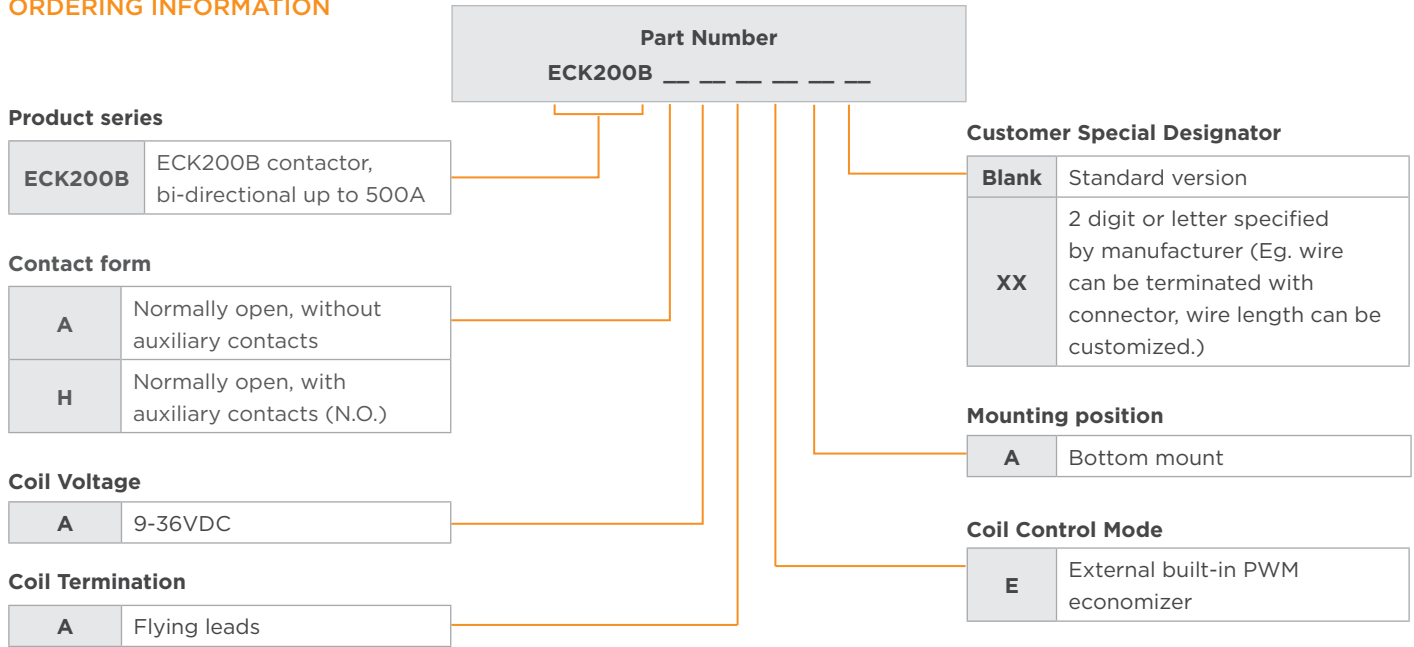 ORDERING INFORMATION
Part Number
ECK200B __ __ __ __ __ __
Product series
ECK200B
ECK200B contactor,
bi-directional up to 500A
Contact form
A
Normally open, without
auxiliary contacts
H
Normally open, with
auxiliary contacts (N.O.)
Coil Voltage
A
9-36VDC
Coil Termination
A
Flying leads
Customer Special Designator
Blank
Standard version
XX
2 digit or letter specified
by manufacturer (Eg. wire
can be terminated with
connector, wire length can be
customized.)
Mounting position
A
Bottom mount
Coil Control Mode
E
External built-in PWM
economizer